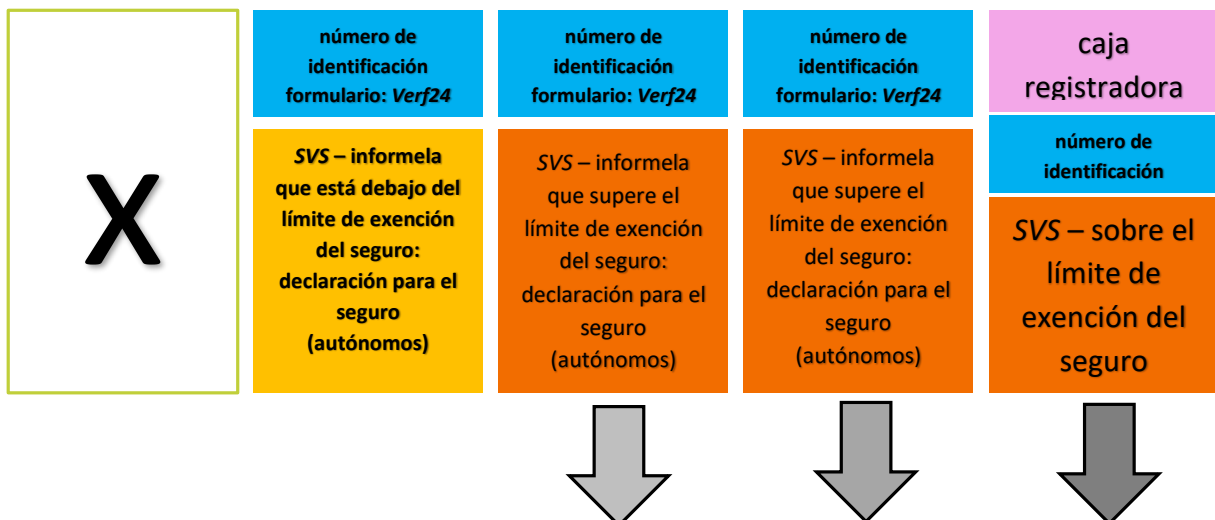 X
número de
identificación
formulario: Verf24
SVS – informela
que está debajo del
límite de exención
del seguro:
declaración para el
seguro
(autónomos)
número de
identificación
formulario: Verf24
SVS – informela
que supere el
límite de exención
del seguro:
declaración para el
seguro
(autónomos)
número de
identificación
formulario: Verf24
SVS – informela
que supere el
límite de exención
del seguro:
declaración para el
seguro
(autónomos)
caja
registradora
número de
identificación
SVS – sobre el
límite de
exención del
seguro